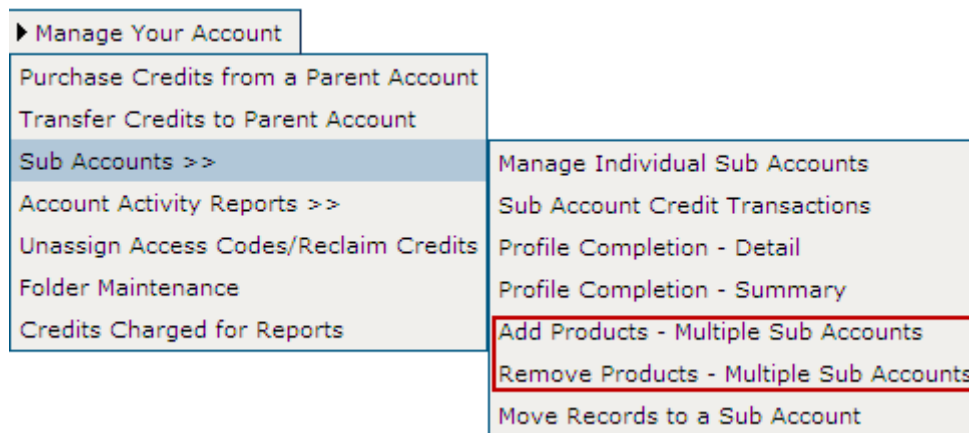 Manage Your Account
Purchase Credits from a Parent Account
Transfer Credits to Parent Account
Sub Accounts >>
Account Activity Reports >>
Unassign Access Codes/Reclaim Credits
Folder Maintenance
Credits Charged for Reports
Manage Individual Sub Accounts
Sub Account Credit Transactions
Profile Completion - Detail
Profile Completion - Summary
Add Products - Multiple Sub Accounts
Remove Products - Multiple Sub Accounts
Move Records to a Sub Account